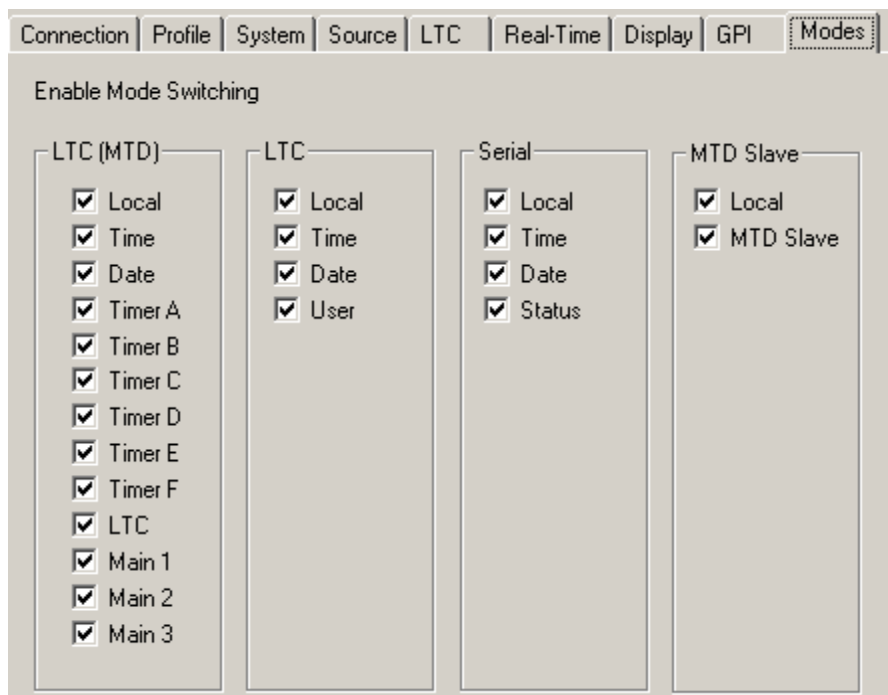 Connection Profile System Source LTC Real-Time Display GPI Modes
Enable Mode Switching
LTC (MTD)
Local
Time
Date
Timer A
Timer B
Timer C
Timer D
Timer E
Timer F
LTC
Main 1
Main 2
Main 3
LTC
Local
Time
Date
User
Serial
Local
Time
Date
Status
MTD Slave
Local
MTD Slave